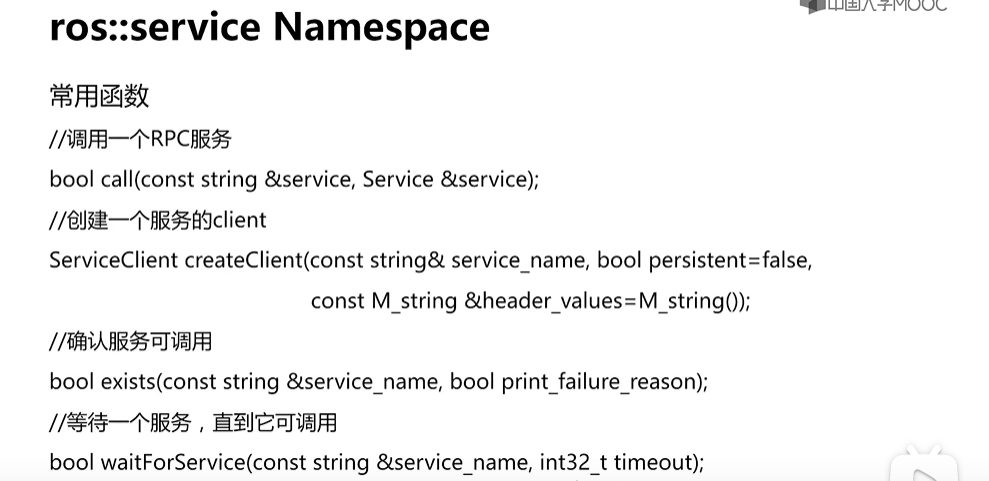 中国大学MOOC
ros::service Namespace
常用函数
//调用一个RPC服务
bool call(const string &service, Service &service);
//创建一个服务的client
ServiceClient createClient(const string& service_name, bool persistent=false,
const M_string &header_values=M_string());
//确认服务可调用
bool exists(const string &service_name, bool print_failure_reason);
//等待一个服务，直到它可调用
bool waitForService(const string &service_name, int32_t timeout);